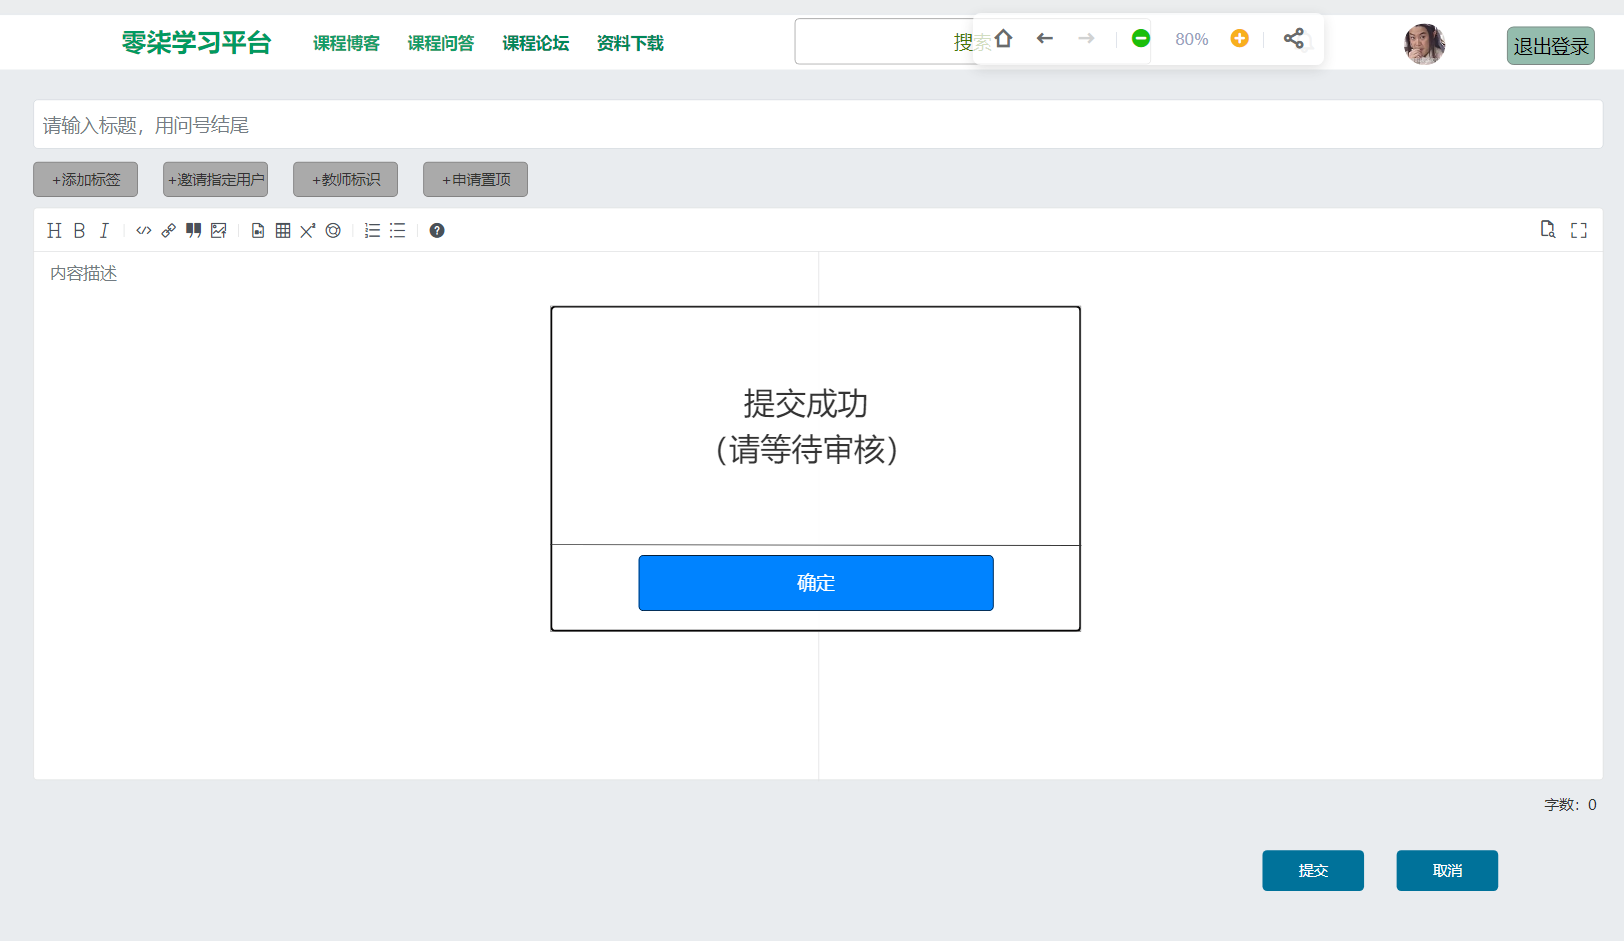 零柒学习平台
课程博客 课程问答 课程论坛 资料下载
搜索
80%
退出登录
请输入标题，用问号结尾
+添加标签 +邀请指定用户 +教师标识 +申请置顶
H B I
内容描述
提交成功
（请等待审核）
确定
字数：0
提交 取消